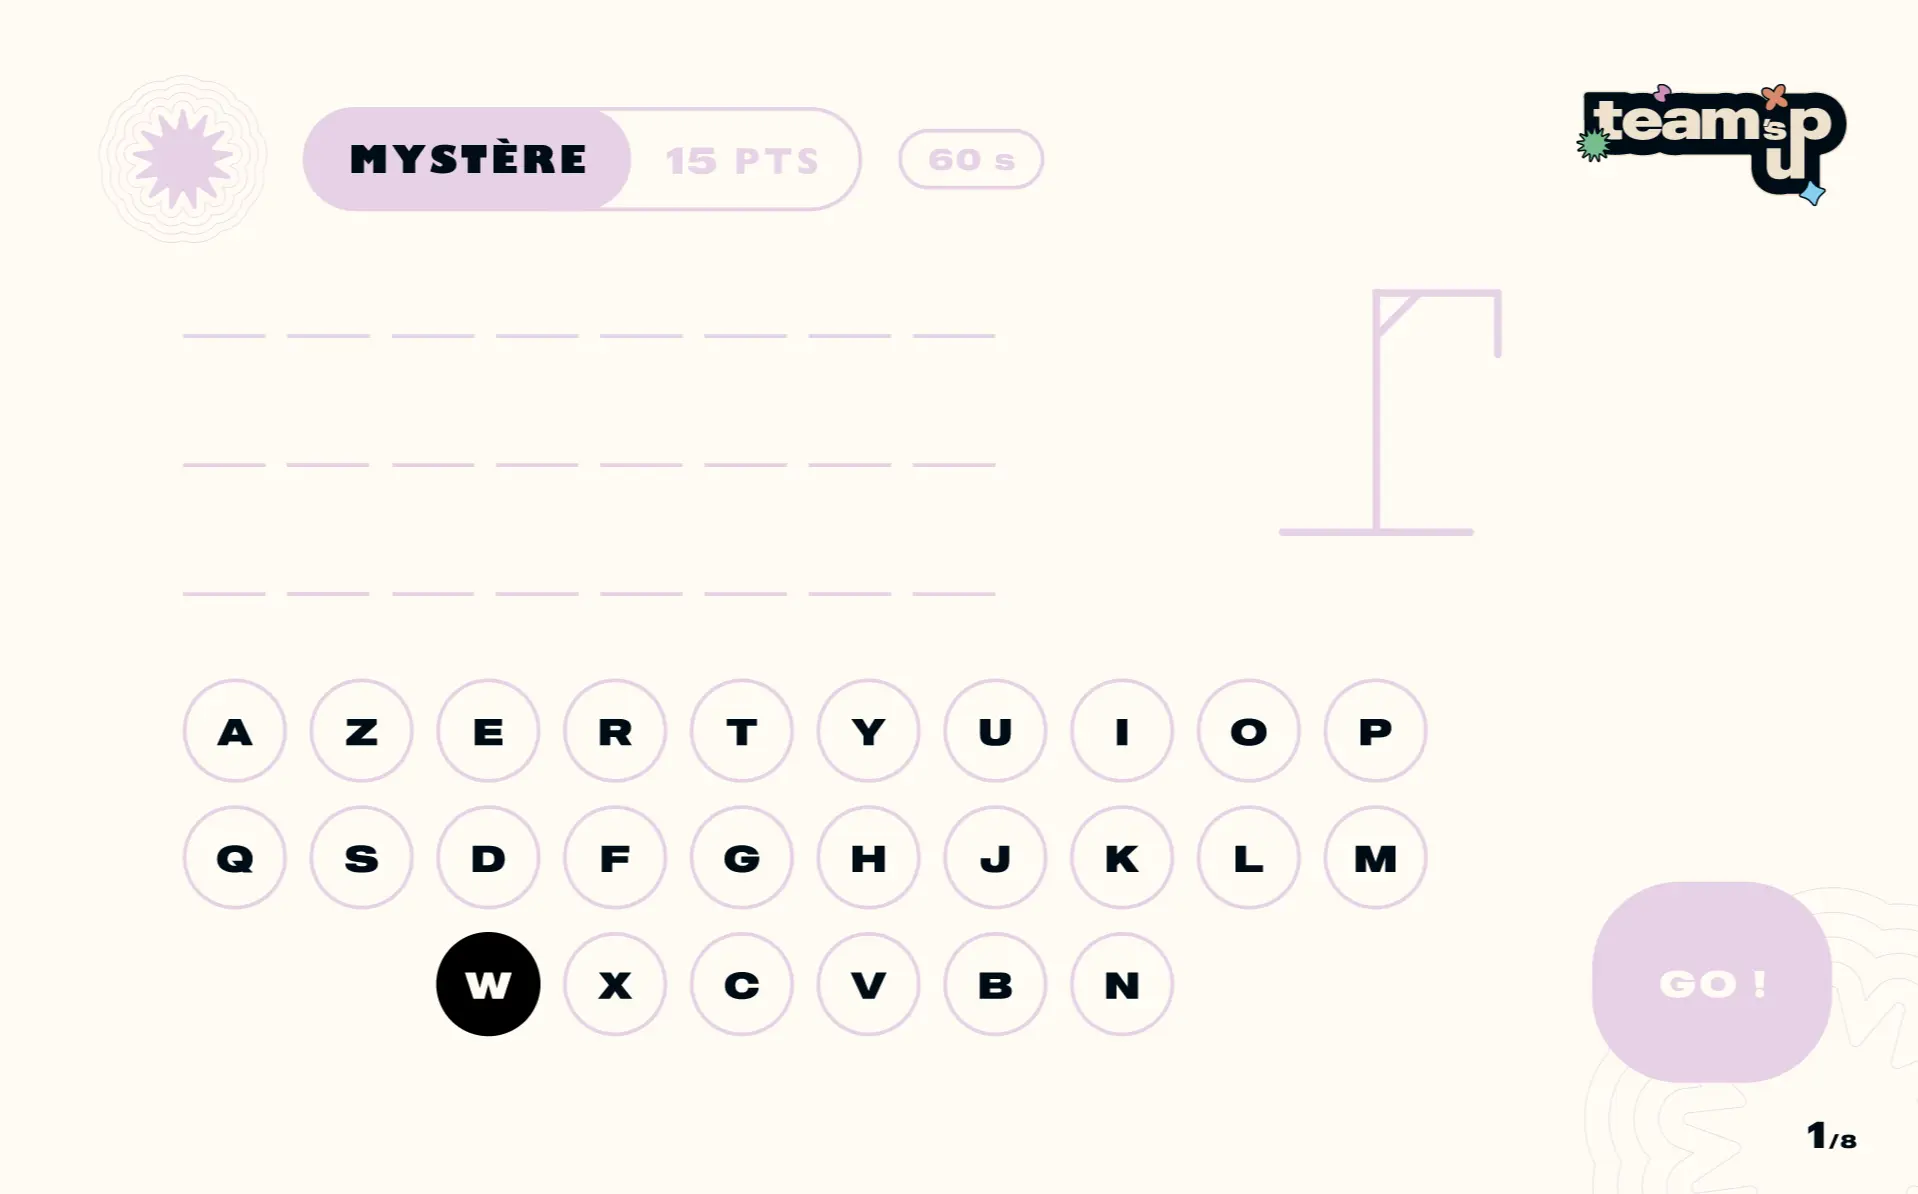 MYSTÈRE 15 PTS 60 s
team's up
A Z E R T Y U I O P
Q S D F G H J K L M
W X C V B N
GO !
1/8